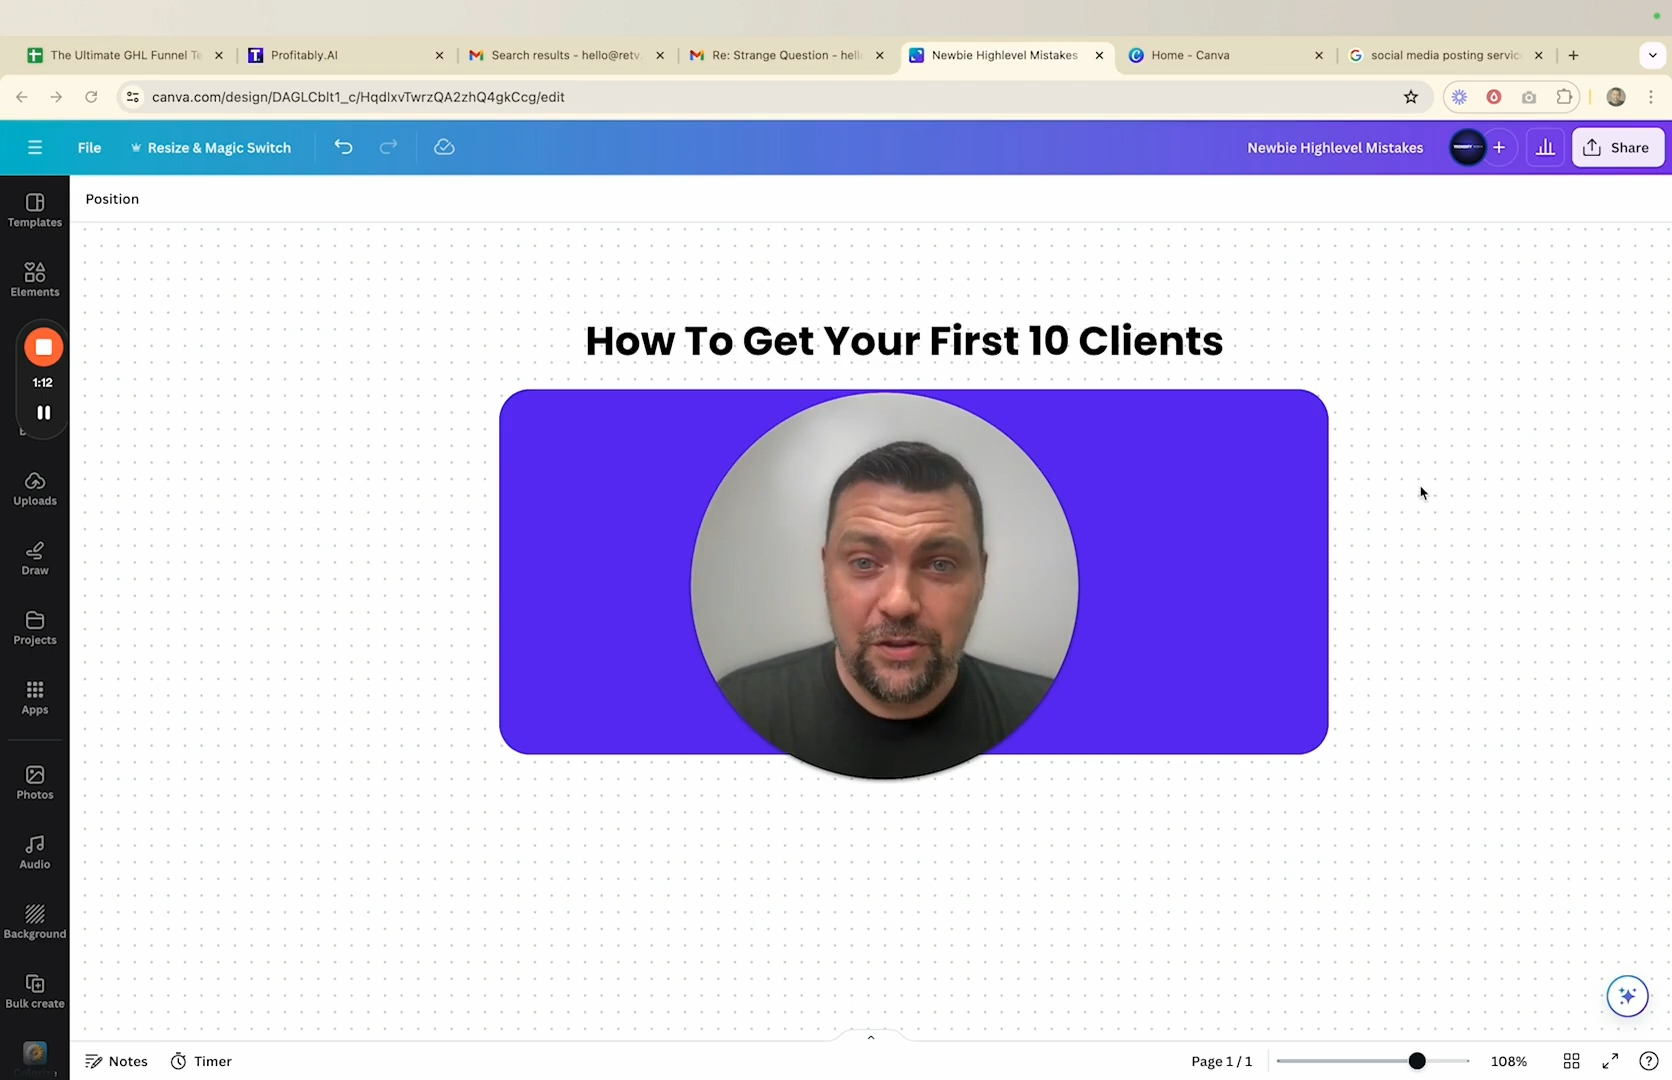 The Ultimate GHL Funnel Te
Profitably.AI
Search results - hello@retv.
Re: Strange Question - hell
Newbie Highlevel Mistakes
Home - Canva
social media posting servic
canva.com/design/DAGLCblt1_c/HqdlxvTwrzQA2zhQ4gkCcg/edit
File
Resize & Magic Switch
Newbie Highlevel Mistakes
Share
Position
Templates
Elements
1:12
Uploads
Draw
Projects
Apps
Photos
Audio
Background
Bulk create
How To Get Your First 10 Clients
Notes
Timer
Page 1 / 1
108%